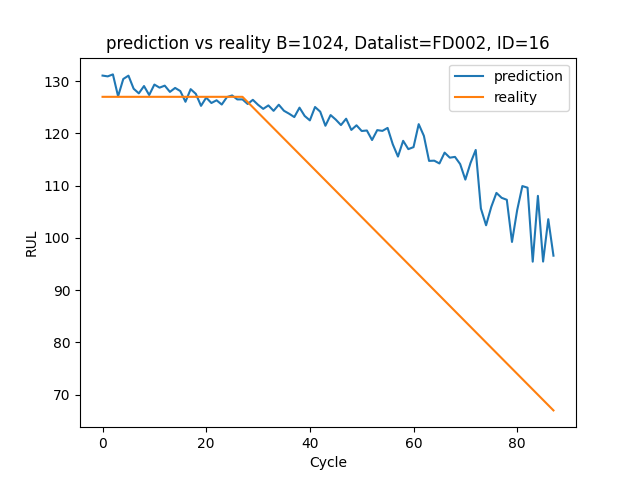 prediction vs reality B=1024, Datalist=FD002, ID=16
prediction
reality
130
120
110
100
90
80
70
RUL
0 20 40 60 80
Cycle